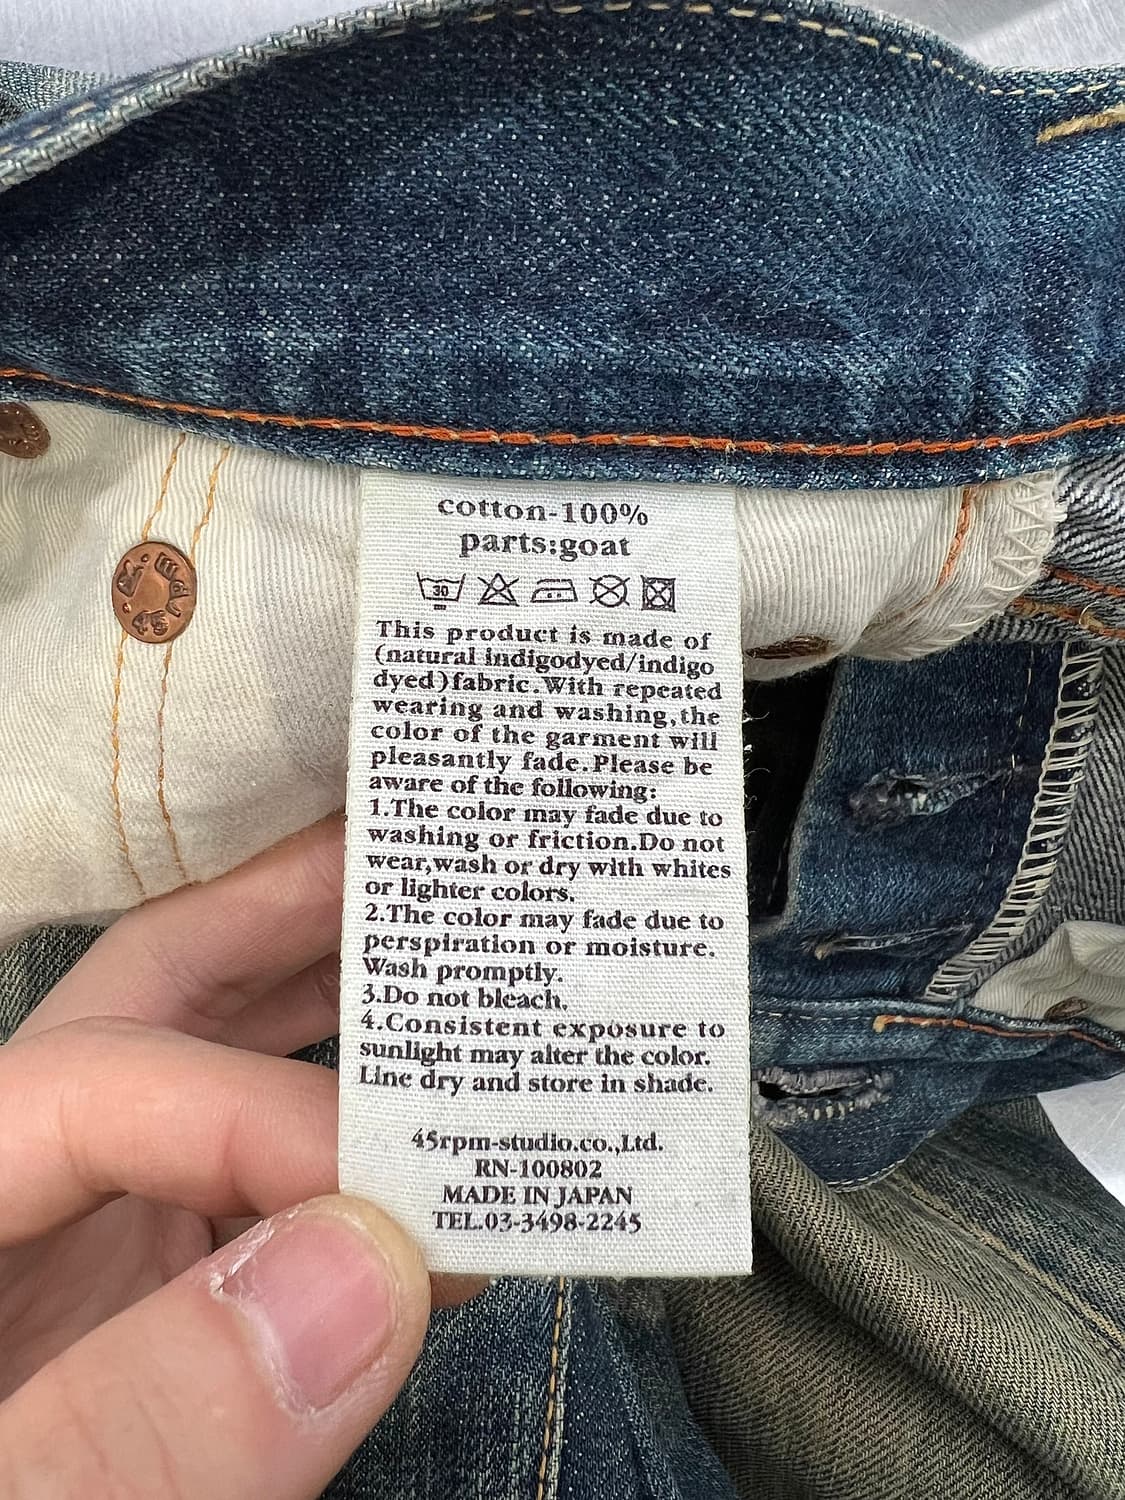 cotton-100%
parts:goat
30
This product is made of
(natural indigodyed/indigo
dyed)fabric.With repeated
wearing and washing,the
color of the garment will
pleasantly fade.Please be
aware of the following:
1.The color may fade due to
washing or friction.Do not
wear,wash or dry with whites
or lighter colors.
2.The color may fade due to
perspiration or moisture.
Wash promptly.
3.Do not bleach.
4.Consistent exposure to
sunlight may alter the color.
Line dry and store in shade.
45rpm-studio.co.,Ltd.
RN-100802
MADE IN JAPAN
TEL.03-3498-2245